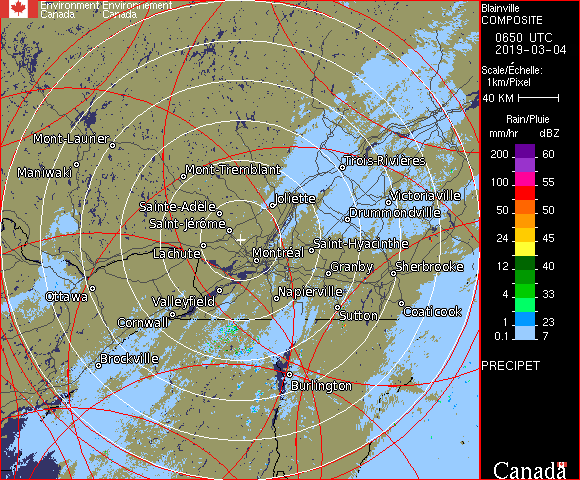 Environment Environnement
Canada Canada
Blainville
COMPOSITE
0650 UTC
2019-03-04
Scale/Échelle:
1km/Pixel
40 KM
Rain/Pluie
mm/hr dBZ
200 60
100 55
50 50
24 45
12 40
4 33
1 23
0.1 7
PRECIPET
Canada
Mont-Laurier
Maniwaki
Mont-Tremblant
Trois-Rivières
Sainte-Adele
Joliette
Victoriaville
Drummondville
Saint-Jérôme
Lachute
Montréal
Saint-Hyacinthe
Granby
Sherbrooke
Ottawa
Valleyfield
Napierville
Coaticook
Cornwall
Sutton
Brockville
Burlington